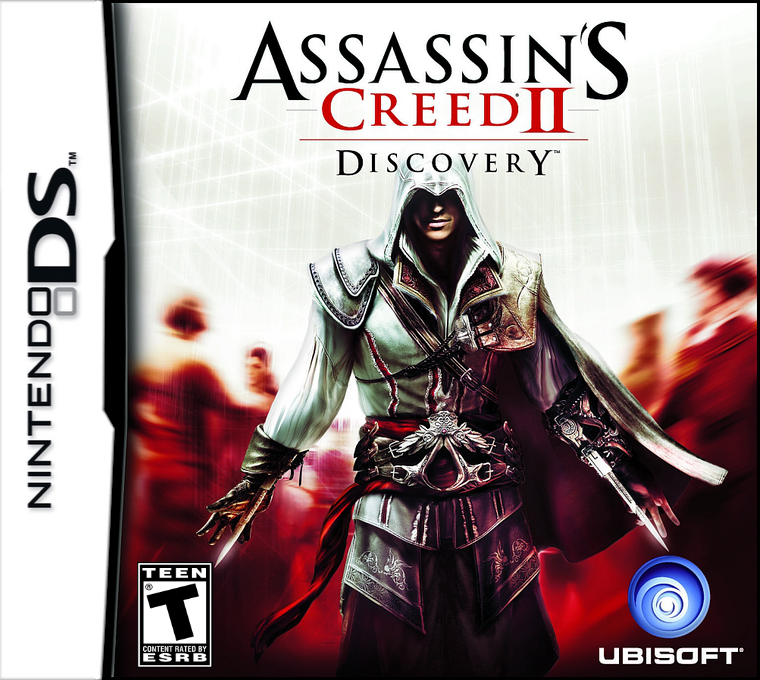 NINTENDO DS™
ASSASSIN'S
CREED® II
DISCOVERY™
TEEN
T
®
CONTENT RATED BY
ESRB
UBISOFT®